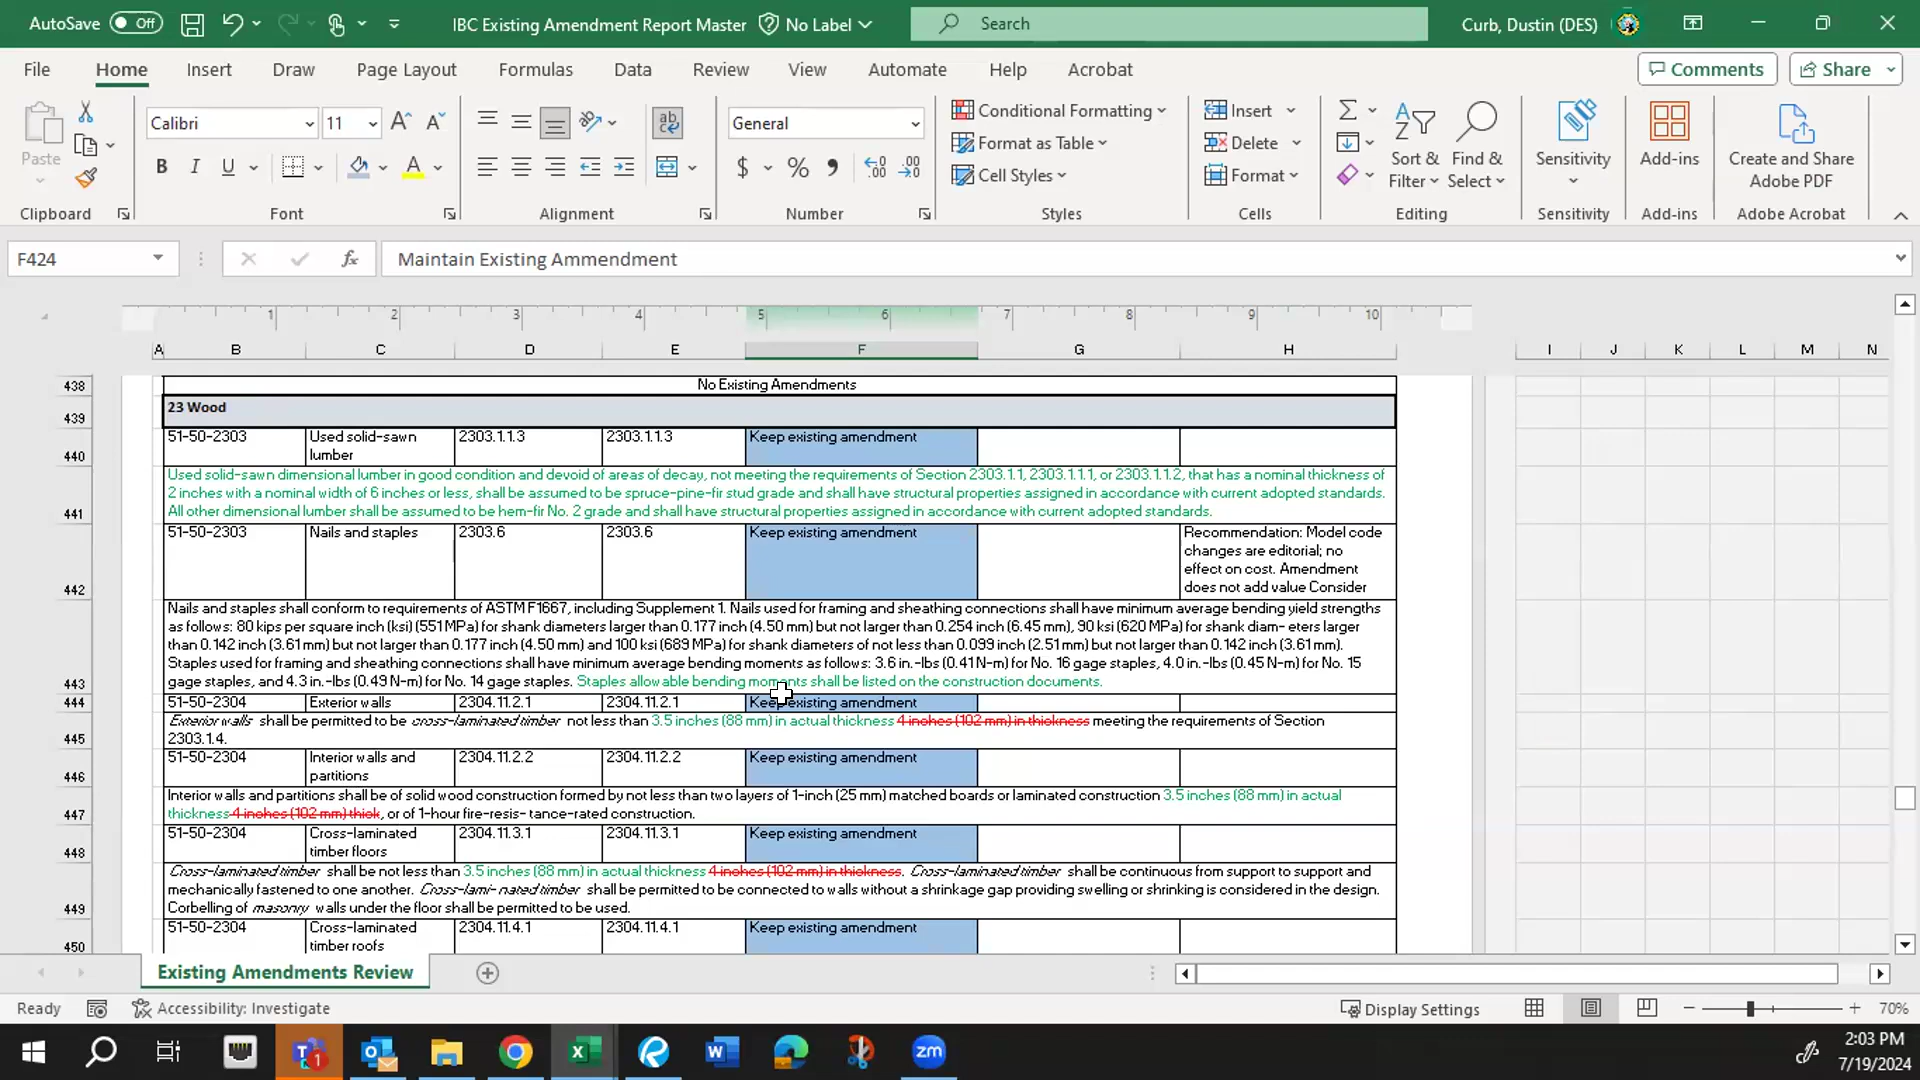 AutoSave Off IBC Existing Amendment Report Master No Label Search Curb, Dustin (DES)
File Home Insert Draw Page Layout Formulas Data Review View Automate Help Acrobat Comments Share
Paste Calibri 11 General Conditional Formatting Format as Table Cell Styles Insert Delete Format Sort & Filter Find & Select Sensitivity Add-ins Create and Share Adobe PDF
Clipboard Font Alignment Number Styles Cells Editing Sensitivity Add-ins Adobe Acrobat
F424 fx Maintain Existing Ammendment
1 2 3 4 5 6 7 8 9 10
A B C D E F G H I J K L M N
438 No Existing Amendments
439 23 Wood
440 51-50-2303 Used solid-sawn lumber 2303.1.1.3 2303.1.1.3 Keep existing amendment
Used solid-sawn dimensional lumber in good condition and devoid of areas of decay, not meeting the requirements of Section 2303.1.1, 2303.1.1.1, or 2303.1.1.2, that has a nominal thickness of
2 inches with a nominal width of 6 inches or less, shall be assumed to be spruce-pine-fir stud grade and shall have structural properties assigned in accordance with current adopted standards.
441 All other dimensional lumber shall be assumed to be hem-fir No. 2 grade and shall have structural properties assigned in accordance with current adopted standards.
442 51-50-2303 Nails and staples 2303.6 2303.6 Keep existing amendment Recommendation: Model code changes are editorial; no effect on cost. Amendment does not add value Consider
Nails and staples shall conform to requirements of ASTM F1667, including Supplement 1. Nails used for framing and sheathing connections shall have minimum average bending yield strengths
as follows: 80 kips per square inch (ksi) (551 MPa) for shank diameters larger than 0.177 inch (4.50 mm) but not larger than 0.254 inch (6.45 mm), 90 ksi (620 MPa) for shank diam- eters larger
than 0.142 inch (3.61 mm) but not larger than 0.177 inch (4.50 mm) and 100 ksi (689 MPa) for shank diameters of not less than 0.099 inch (2.51 mm) but not larger than 0.142 inch (3.61 mm).
Staples used for framing and sheathing connections shall have minimum average bending moments as follows: 3.6 in.-lbs (0.41 N-m) for No. 16 gage staples, 4.0 in.-lbs (0.45 N-m) for No. 15
443 gage staples, and 4.3 in.-lbs (0.49 N-m) for No. 14 gage staples. Staples allowable bending moments shall be listed on the construction documents.
444 51-50-2304 Exterior walls 2304.11.2.1 2304.11.2.1 Keep existing amendment
Exterior walls shall be permitted to be cross-laminated timber not less than 3.5 inches (88 mm) in actual thickness 4 inches (102 mm) in thickness meeting the requirements of Section
445 2303.1.4.
446 51-50-2304 Interior walls and partitions 2304.11.2.2 2304.11.2.2 Keep existing amendment
Interior walls and partitions shall be of solid wood construction formed by not less than two layers of 1-inch (25 mm) matched boards or laminated construction 3.5 inches (88 mm) in actual
447 thickness 4 inches (102 mm) thick, or of 1-hour fire-resis- tance-rated construction.
448 51-50-2304 Cross-laminated timber floors 2304.11.3.1 2304.11.3.1 Keep existing amendment
Cross-laminated timber shall be not less than 3.5 inches (88 mm) in actual thickness 4 inches (102 mm) in thickness. Cross-laminated timber shall be continuous from support to support and
mechanically fastened to one another. Cross-lami- nated timber shall be permitted to be connected to walls without a shrinkage gap providing swelling or shrinking is considered in the design.
449 Corbelling of masonry walls under the floor shall be permitted to be used.
450 51-50-2304 Cross-laminated timber roofs 2304.11.4.1 2304.11.4.1 Keep existing amendment
Existing Amendments Review
Ready Accessibility: Investigate Display Settings 70%
2:03 PM
7/19/2024